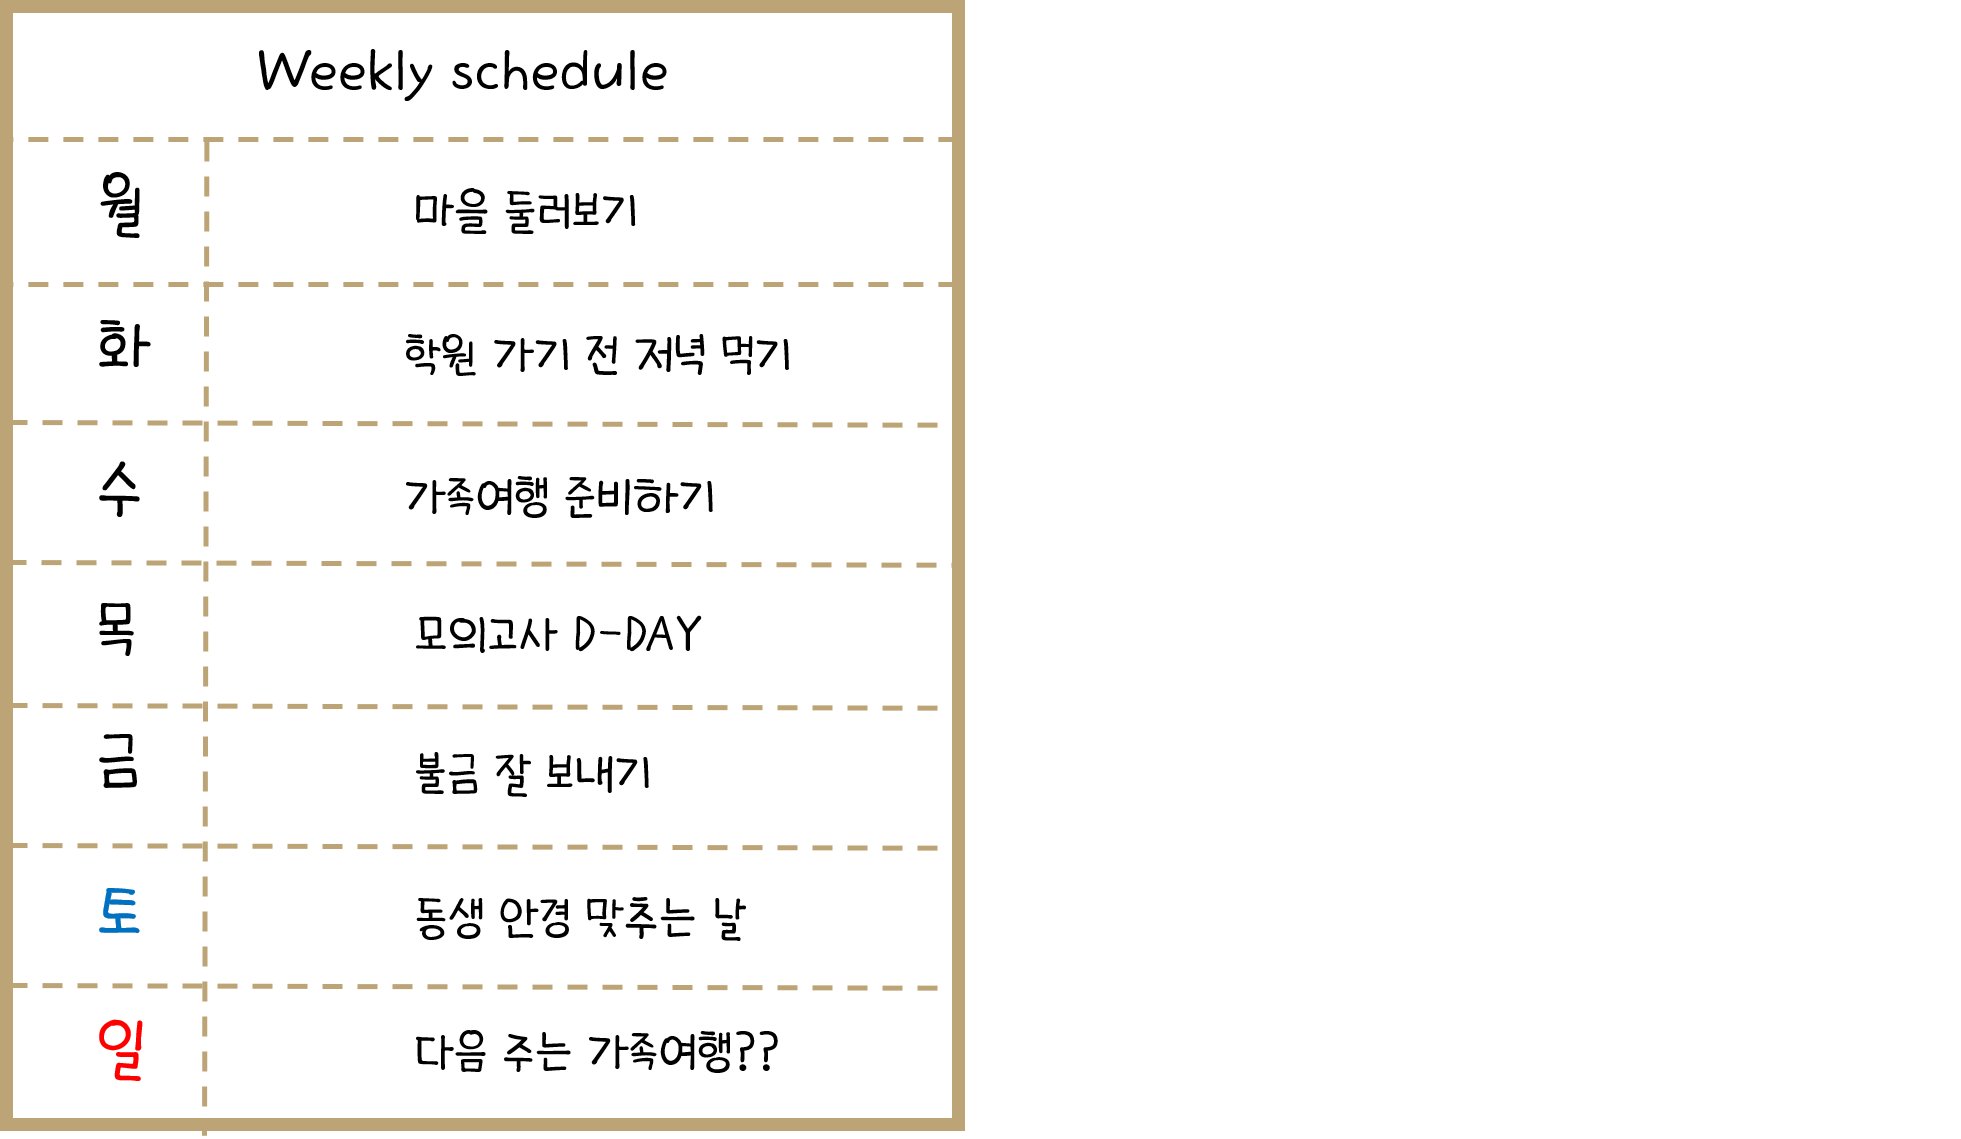 Weekly schedule
월 마을 둘러보기
화 학원 가기 전 저녁 먹기
수 가족여행 준비하기
목 모의고사 D-DAY
금 불금 잘 보내기
토 동생 안경 맞추는 날
일 다음 주는 가족여행??